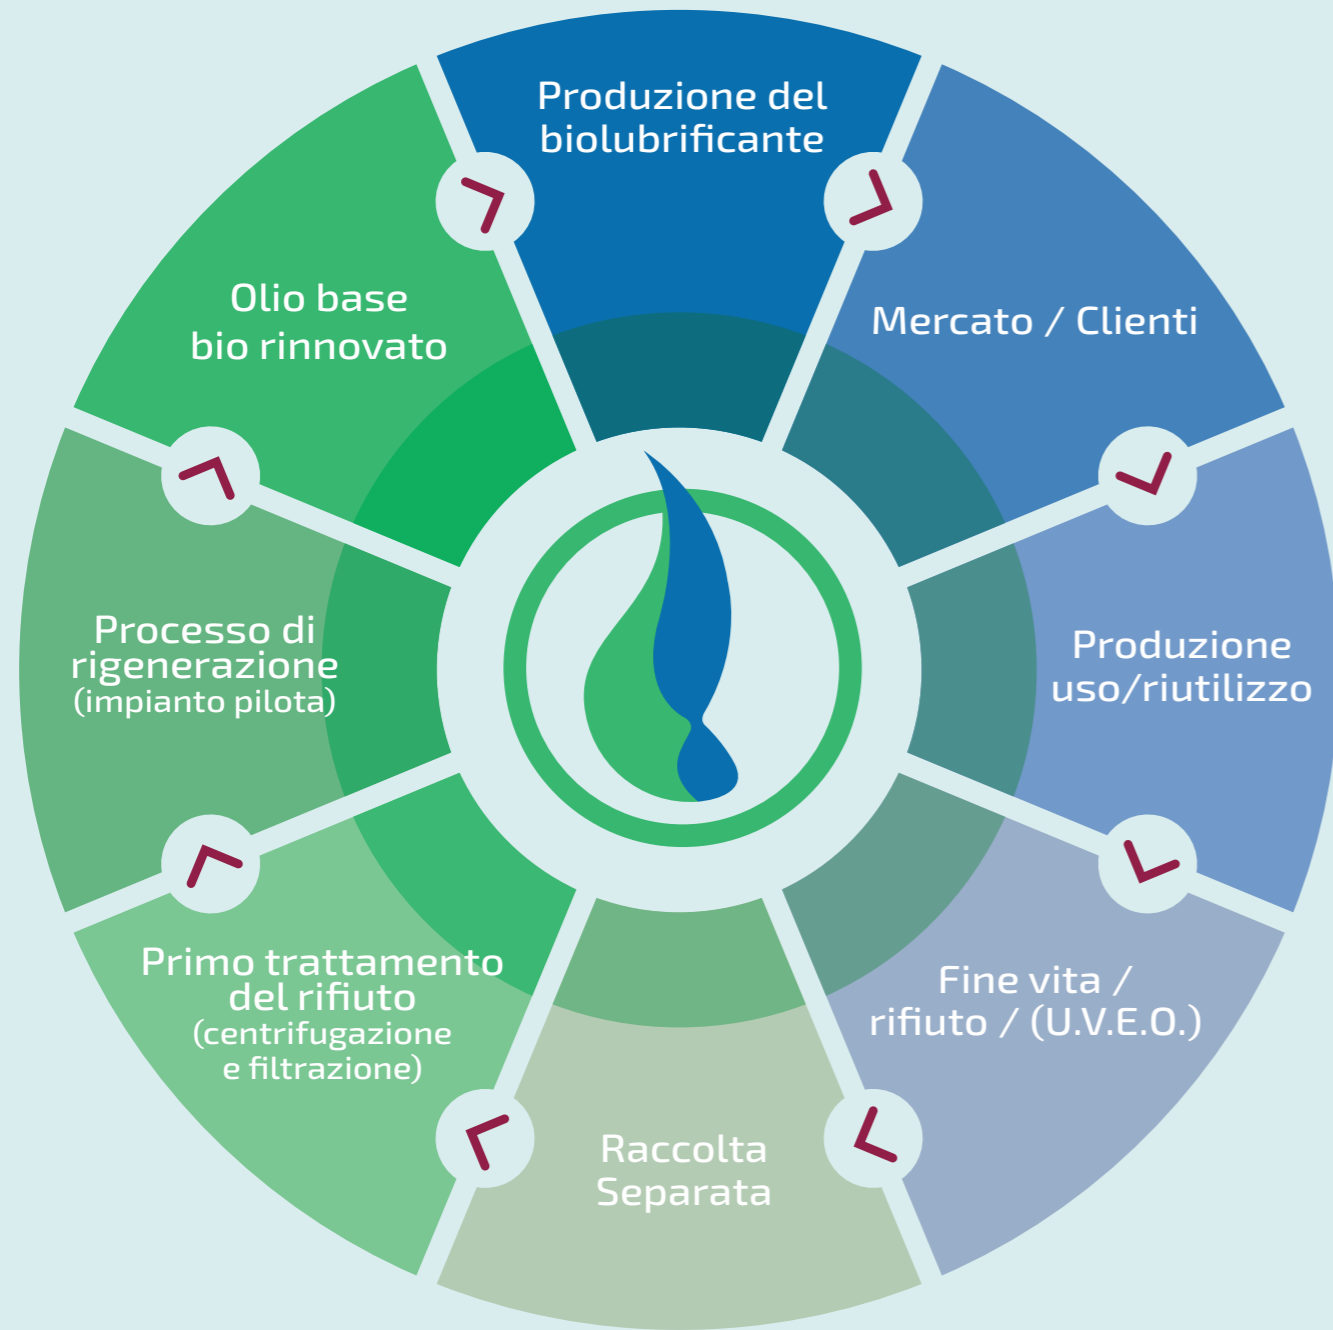 Produzione del
biolubrificante
Mercato / Clienti
Produzione
uso/riutilizzo
Fine vita /
rifiuto / (U.V.E.O.)
Raccolta
Separata
Primo trattamento
del rifiuto
(centrifugazione
e filtrazione)
Processo di
rigenerazione
(impianto pilota)
Olio base
bio rinnovato